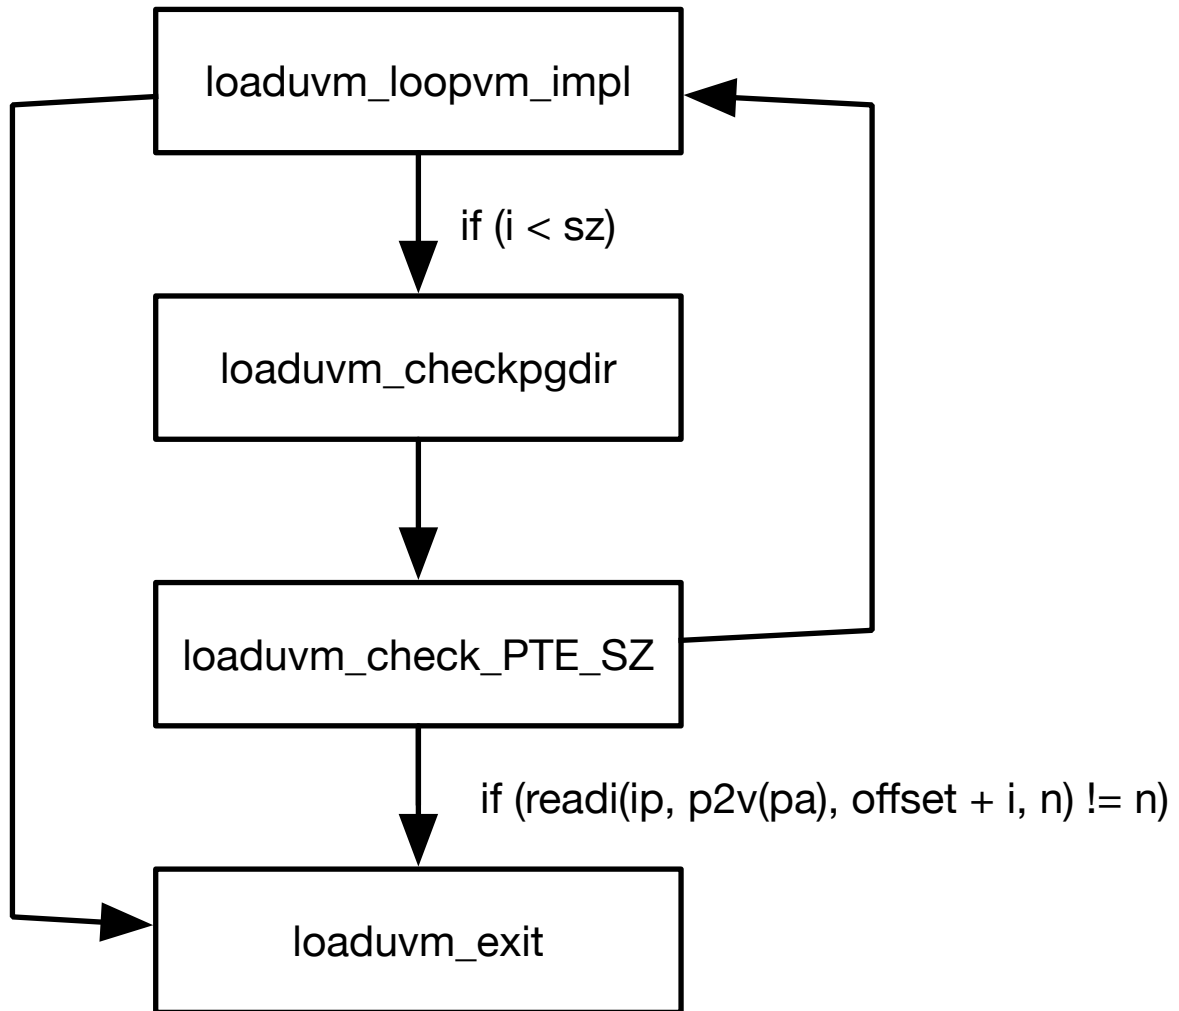 loaduvm_loopvm_impl
if (i < sz)
loaduvm_checkpgdir
loaduvm_check_PTE_SZ
if (readi(ip, p2v(pa), offset + i, n) != n)
loaduvm_exit